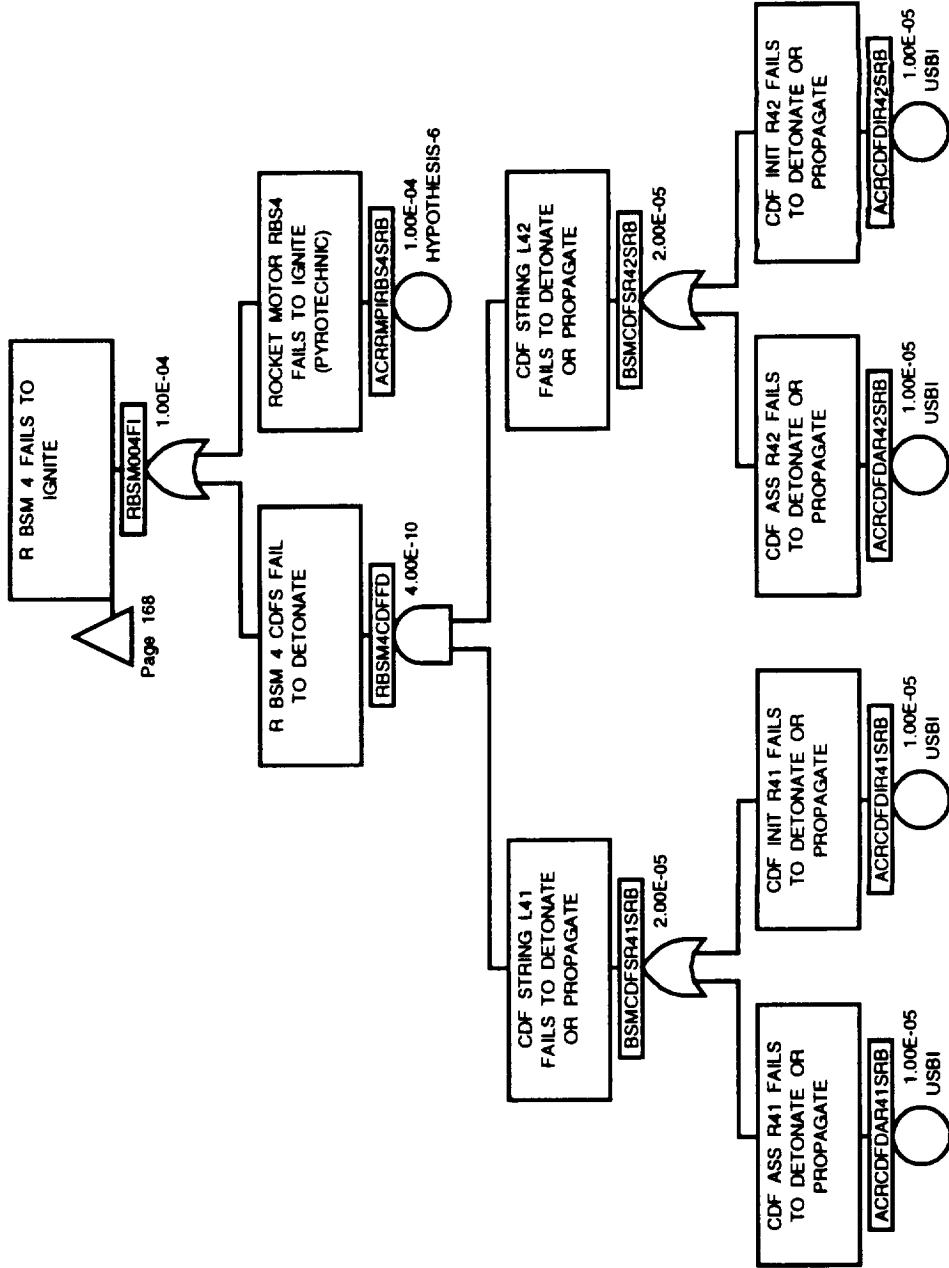 R BSM 4 FAILS TO
IGNITE
Page 168
RBSM004FI
1.00E-04
R BSM 4 CDFS FAIL
TO DETONATE
RBSM4CDFFD
4.00E-10
ROCKET MOTOR RBS4
FAILS TO IGNITE
(PYROTECHNIC)
ACRRMPIRBS4SRB
1.00E-04
HYPOTHESIS-6
CDF STRING L41
FAILS TO DETONATE
OR PROPAGATE
BSMCDFSR41SRB
2.00E-05
CDF STRING L42
FAILS TO DETONATE
OR PROPAGATE
BSMCDFSR42SRB
2.00E-05
CDF ASS R41 FAILS
TO DETONATE OR
PROPAGATE
ACRCDFDAR41SRB
1.00E-05
USBI
CDF INIT R41 FAILS
TO DETONATE OR
PROPAGATE
ACRCDFDIR41SRB
1.00E-05
USBI
CDF ASS R42 FAILS
TO DETONATE OR
PROPAGATE
ACRCDFDAR42SRB
1.00E-05
USBI
CDF INIT R42 FAILS
TO DETONATE OR
PROPAGATE
ACRCDFDIR42SRB
1.00E-05
USBI